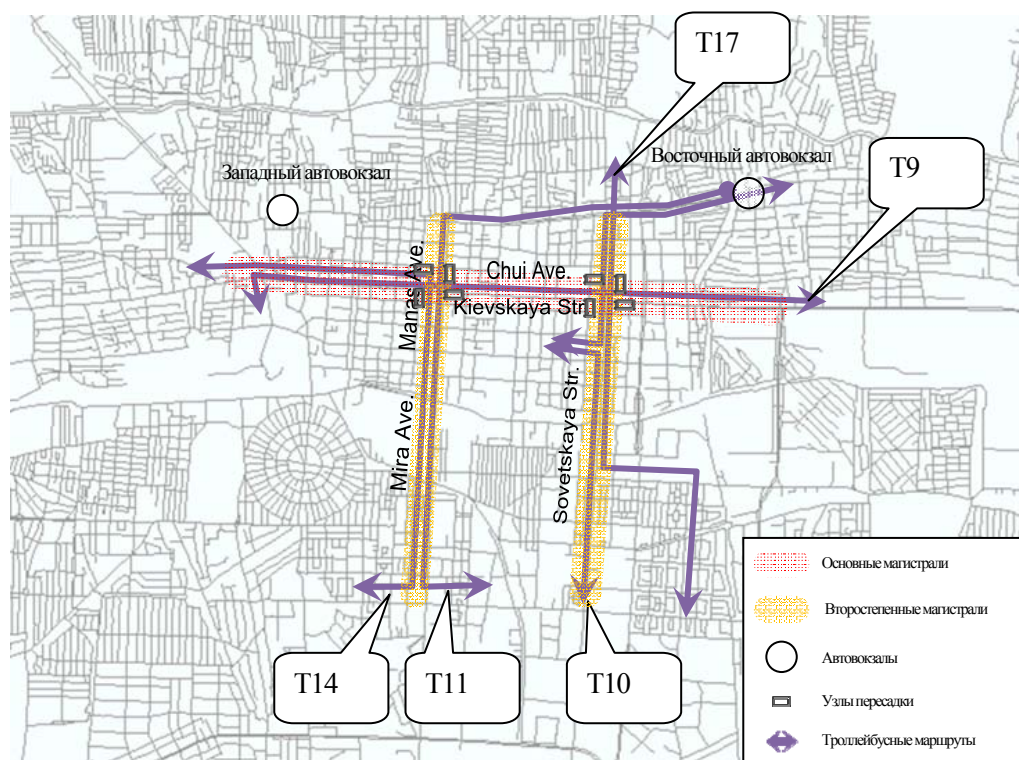 T17
Восточный автовокзал
T9
Западный автовокзал
Manas Ave.
Chui Ave.
Kievskaya Str
Mira Ave.
Sovetskaya Str.
T14
T11
T10
Основные магистрали
Второстепенные магистрали
Автовокзалы
Узлы пересадки
Троллейбусные маршруты